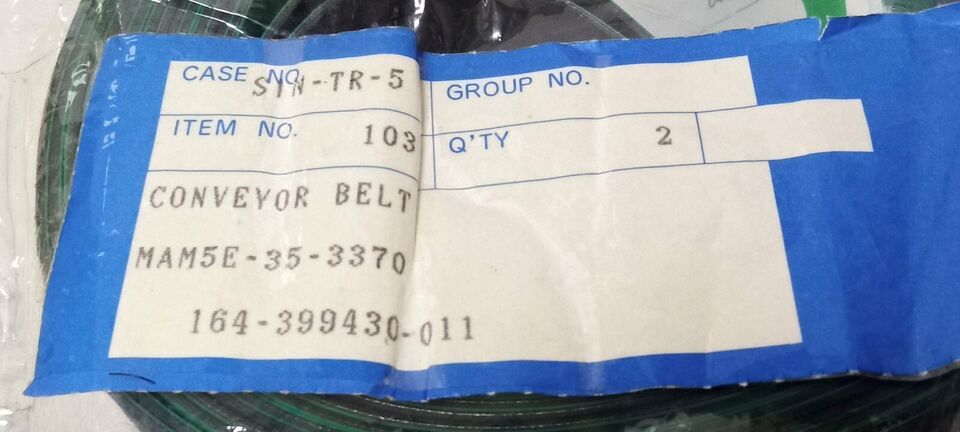 CASE NO. SYN-TR-5
GROUP NO.
ITEM NO. 103
Q'TY 2
CONVEYOR BELT
MAM5E-35-3370
164-399430-011